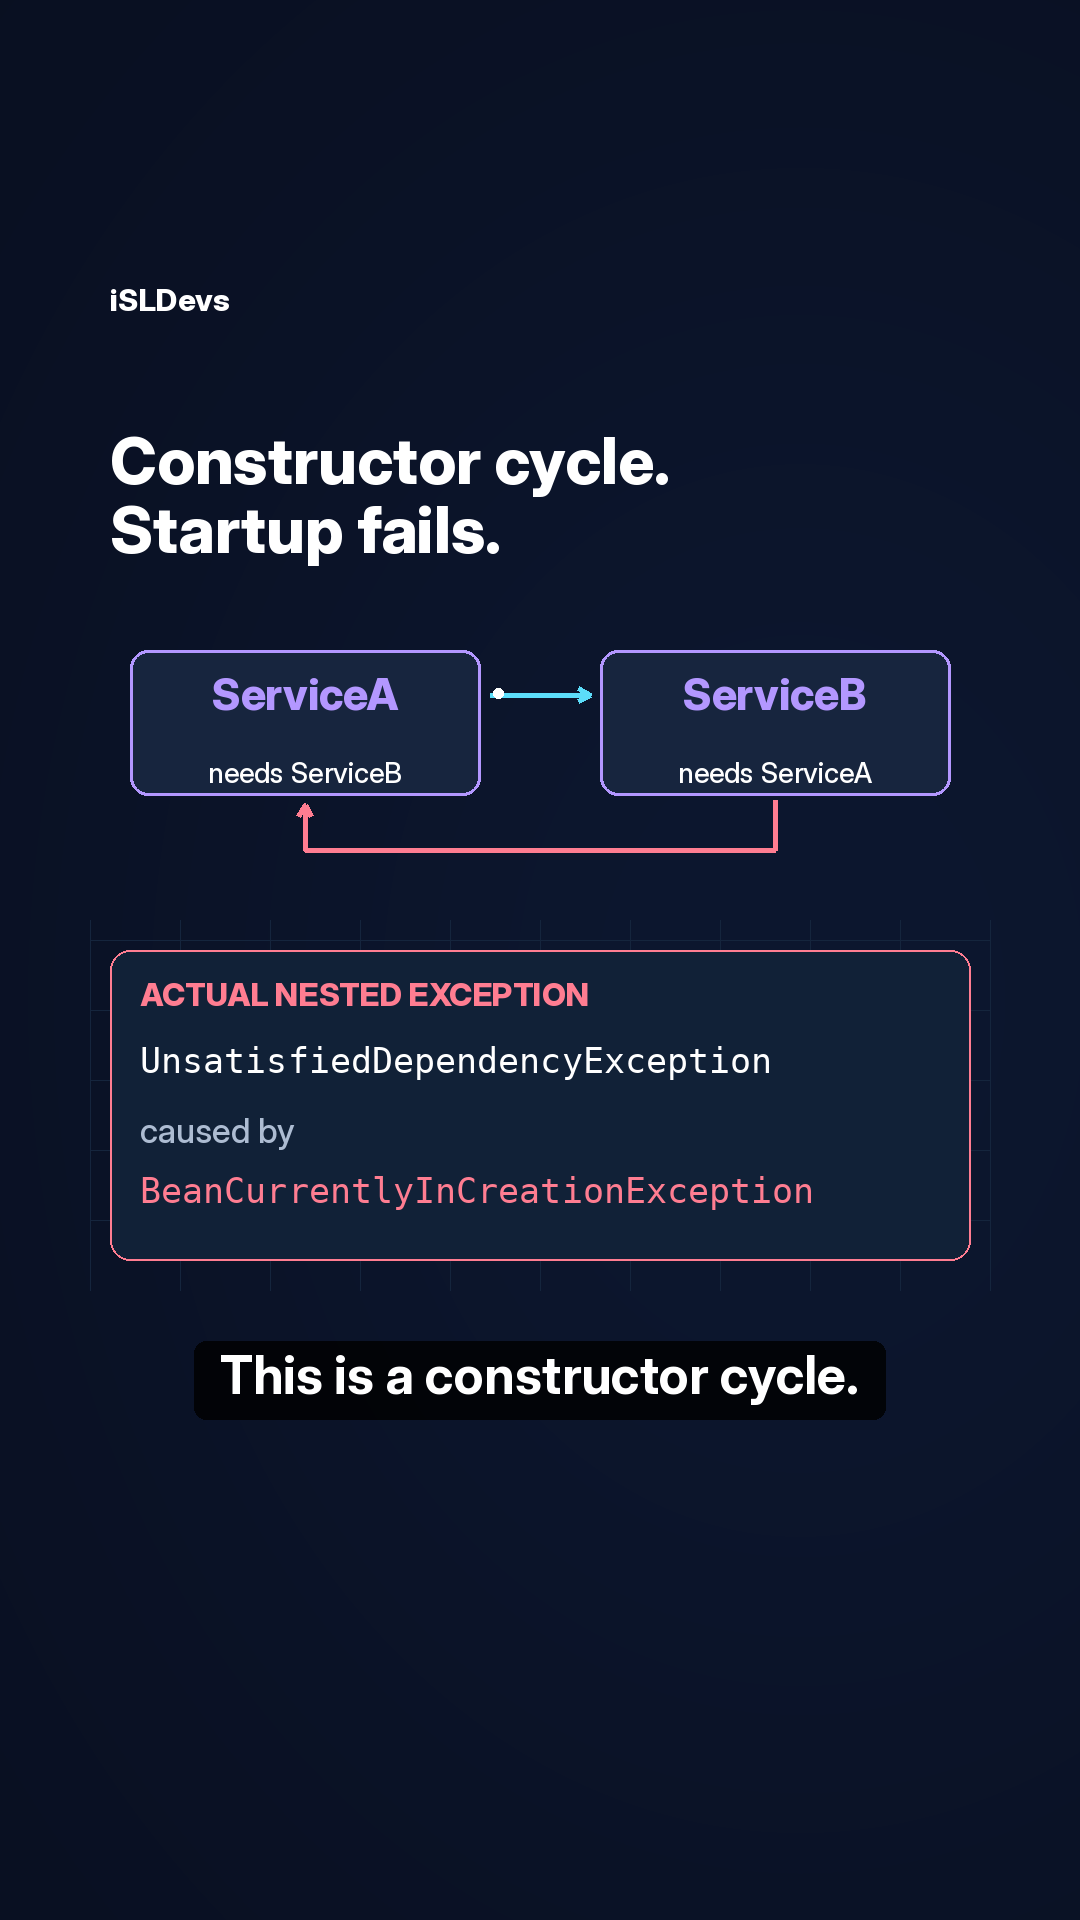 iSLDevs
Constructor cycle.
Startup fails.
ServiceA
needs ServiceB
ServiceB
needs ServiceA
ACTUAL NESTED EXCEPTION
UnsatisfiedDependencyException
caused by
BeanCurrentlyInCreationException
This is a constructor cycle.